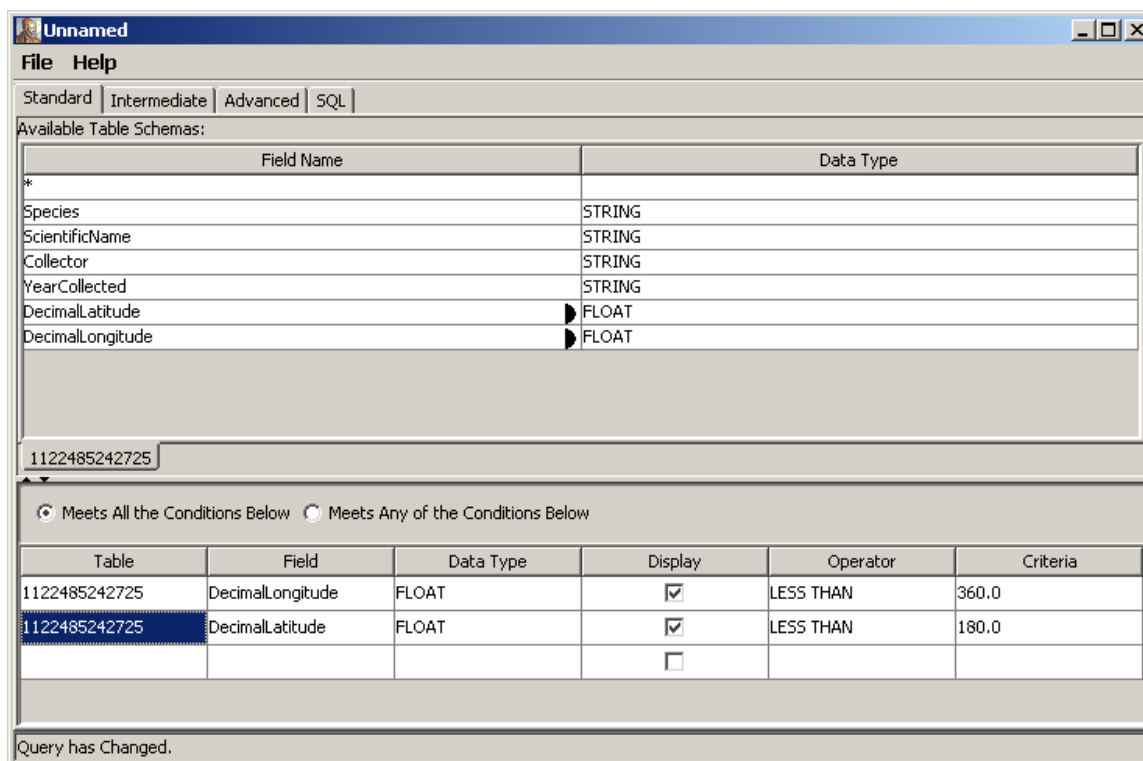 Unnamed
File Help
Standard Intermediate Advanced SQL
Available Table Schemas:
Field Name Data Type
*
Species STRING
ScientificName STRING
Collector STRING
YearCollected STRING
DecimalLatitude FLOAT
DecimalLongitude FLOAT
1122485242725
Meets All the Conditions Below Meets Any of the Conditions Below
Table Field Data Type Display Operator Criteria
1122485242725 DecimalLongitude FLOAT LESS THAN 360.0
1122485242725 DecimalLatitude FLOAT LESS THAN 180.0
Query has Changed.